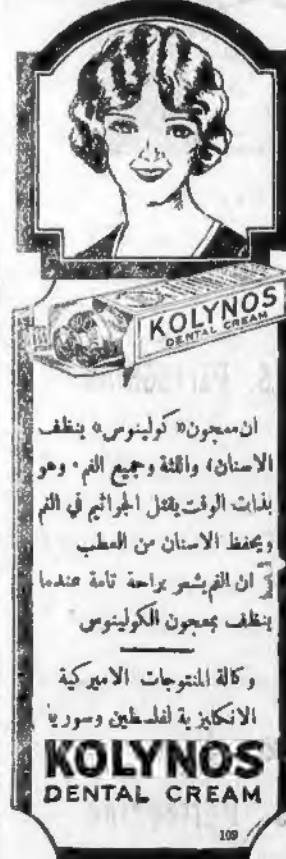 KOLYNOS
DENTAL CREAM
ان معجون «كولينوس» ينظف
الاسنان، واللثة وجميع الفم. وهو
بذات الوقت يقتل الجراثيم في الفم
ويحفظ الاسنان من العطب
ان الفم يشعر براحة تامة عندما
ينظف بمعجون الكولينوس
وكالة المنتوجات الاميركية
الانكليزية لفلسطين وسوريا
KOLYNOS
DENTAL CREAM
109